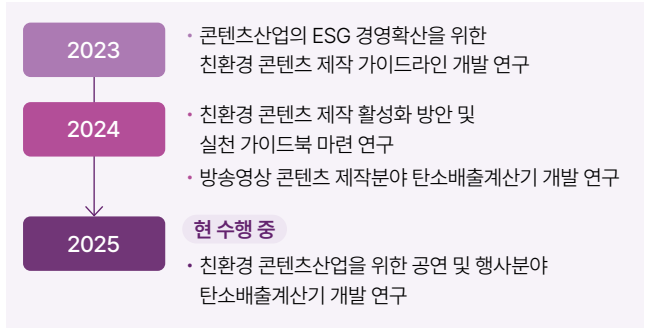 2023
· 콘텐츠산업의 ESG 경영확산을 위한
친환경 콘텐츠 제작 가이드라인 개발 연구
2024
· 친환경 콘텐츠 제작 활성화 방안 및
실천 가이드북 마련 연구
· 방송영상 콘텐츠 제작분야 탄소배출계산기 개발 연구
2025
현 수행 중
· 친환경 콘텐츠산업을 위한 공연 및 행사분야
탄소배출계산기 개발 연구